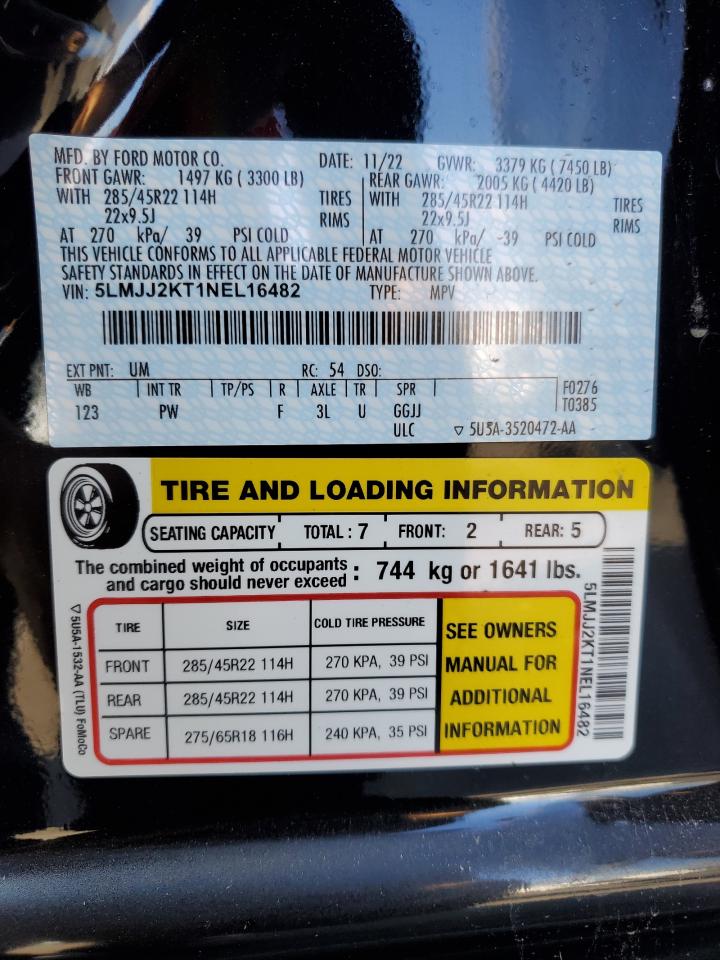 MFD. BY FORD MOTOR CO. DATE: 11/22 GVWR: 3379 KG ( 7450 LB)
FRONT GAWR: 1497 KG ( 3300 LB) REAR GAWR: 2005 KG ( 4420 LB)
WITH 285/45R22 114H TIRES WITH 285/45R22 114H TIRES
22x9.5J RIMS 22x9.5J RIMS
AT 270 kPa/ 39 PSI COLD AT 270 kPa/ -39 PSI COLD
THIS VEHICLE CONFORMS TO ALL APPLICABLE FEDERAL MOTOR VEHICLE
SAFETY STANDARDS IN EFFECT ON THE DATE OF MANUFACTURE SHOWN ABOVE.
VIN: 5LMJJ2KT1NEL16482 TYPE: MPV
EXT PNT: UM RC: 54 DSO:
WB INT TR TP/PS R AXLE TR SPR F0276
123 PW F 3L U GGJJ T0385
ULC ▽ 5U5A-3520472-AA
TIRE AND LOADING INFORMATION
SEATING CAPACITY TOTAL : 7 FRONT: 2 REAR: 5
The combined weight of occupants
and cargo should never exceed : 744 kg or 1641 lbs.
TIRE SIZE COLD TIRE PRESSURE
FRONT 285/45R22 114H 270 KPA, 39 PSI
REAR 285/45R22 114H 270 KPA, 39 PSI
SPARE 275/65R18 116H 240 KPA, 35 PSI
SEE OWNERS
MANUAL FOR
ADDITIONAL
INFORMATION
▽ 5U5A-1532-AA (TLU) FoMoCo
5LMJJ2KT1NEL16482